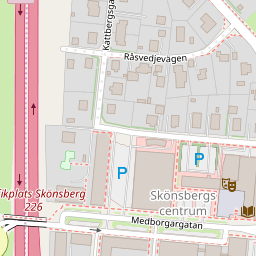 Kattbergsga
Råsvedjevägen
P
P
ikplats Skönsberg
226
Skönsbergs
centrum
Medborgargatan